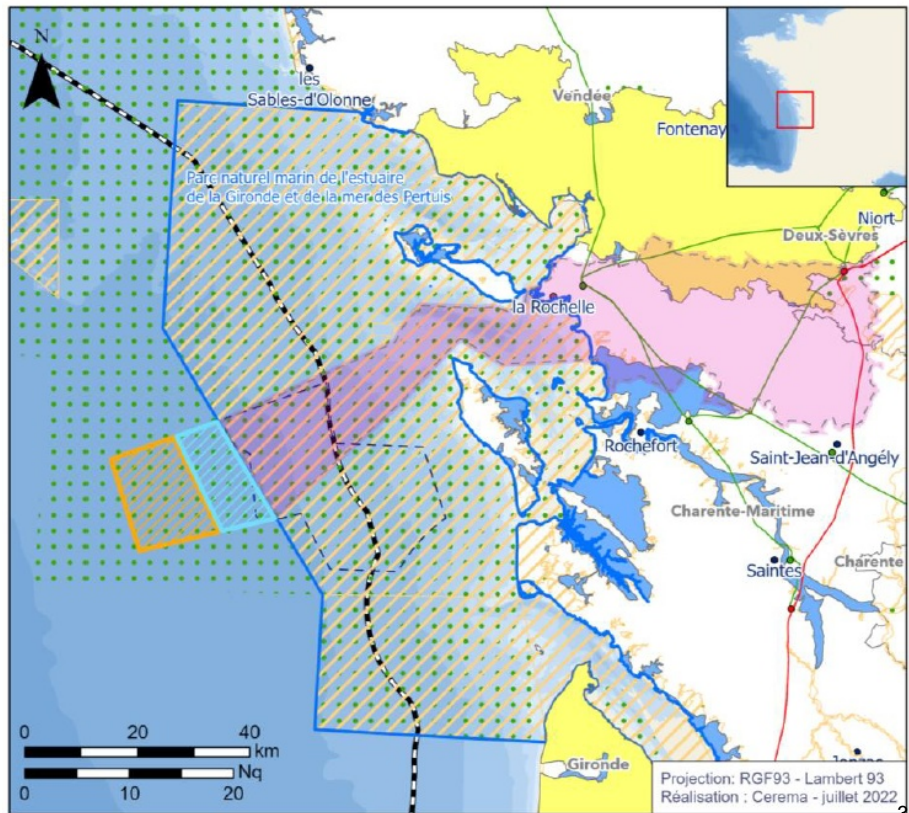 N
les
Sables-d'Olonne
Vendée
Fontenay
Niort
Deux-Sèvres
Parc naturel marin de l'estuaire
de la Gironde et de la mer des Pertuis
la Rochelle
Rochefort
Saint-Jean-d'Angély
Charente-Maritime
Saintes
Charente
Gironde
0 20 40
km
Nq
0 10 20
Projection: RGF93 - Lambert 93
Réalisation : Cerema - juillet 2022
3